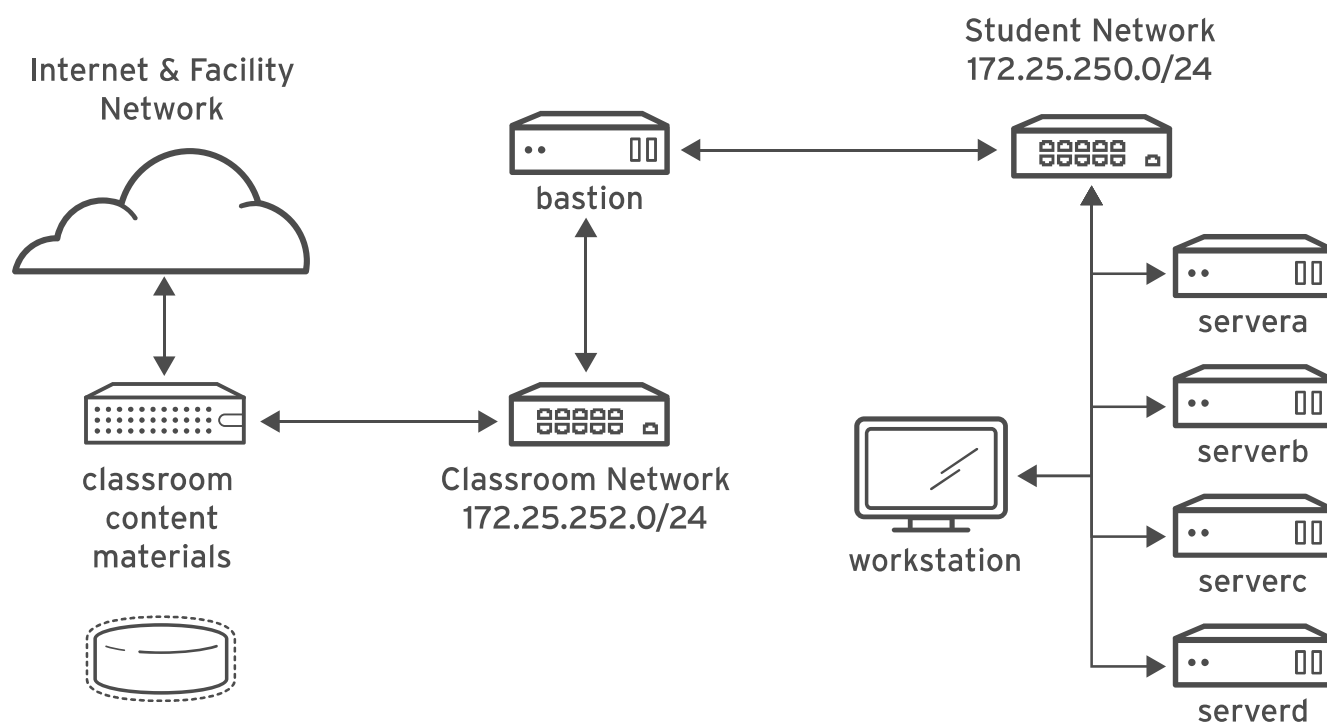 Student Network
172.25.250.0/24
Internet & Facility
Network
bastion
servera
classroom
content
materials
Classroom Network
172.25.252.0/24
workstation
serverb
serverc
serverd